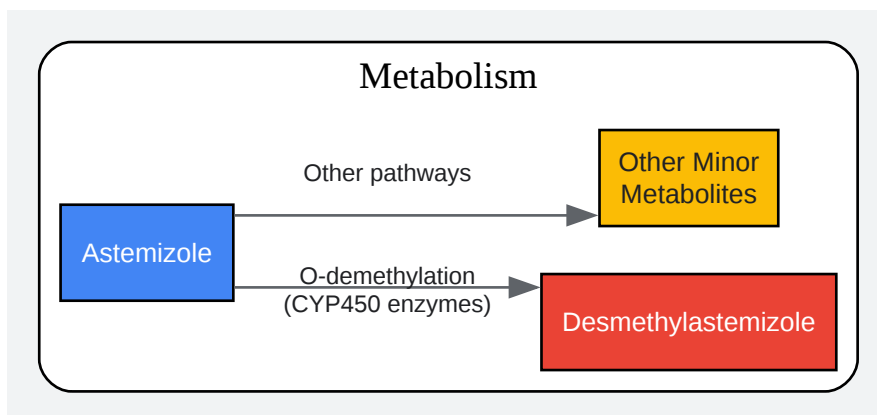 Metabolism
Other pathways
Other Minor
Metabolites
Astemizole
O-demethylation
(CYP450 enzymes)
Desmethylastemizole